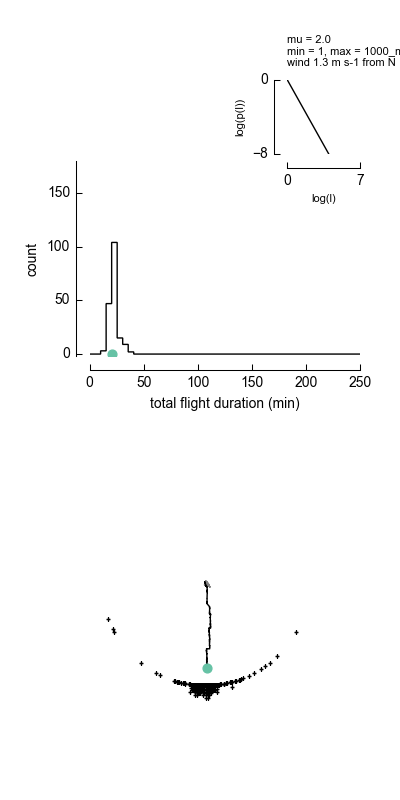 mu = 2.0
min = 1, max = 1000_m
wind 1.3 m s-1 from N
0
−8
log(p(l))
0 7
log(l)
150
100
50
0
count
0 50 100 150 200 250
total flight duration (min)